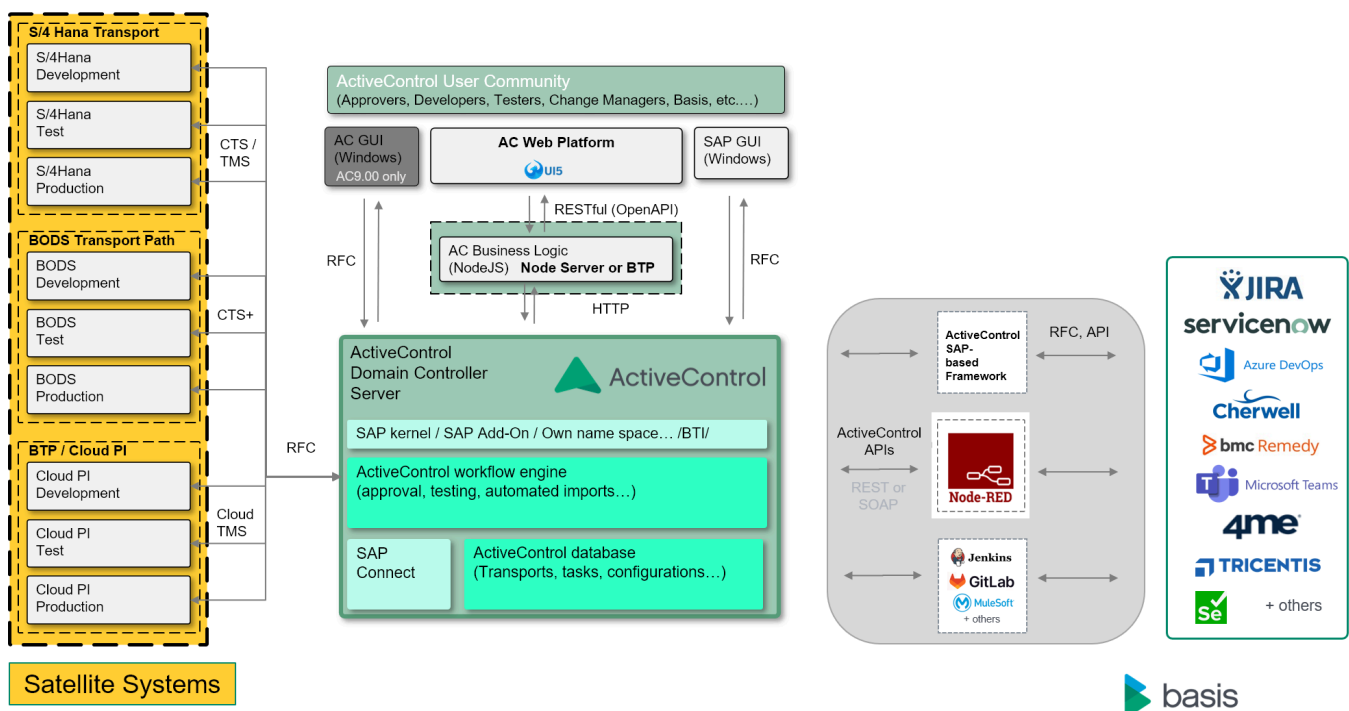 S/4 Hana Transport
S/4Hana
Development
S/4Hana
Test
S/4Hana
Production
CTS /
TMS
BODS Transport Path
BODS
Development
BODS
Test
BODS
Production
CTS+
BTP / Cloud PI
Cloud PI
Development
Cloud PI
Test
Cloud PI
Production
Cloud
TMS
Satellite Systems
RFC
ActiveControl User Community
(Approvers, Developers, Testers, Change Managers, Basis, etc.…)
AC GUI
(Windows)
AC9.00 only
AC Web Platform
UI5
SAP GUI
(Windows)
RESTful (OpenAPI)
AC Business Logic
(NodeJS) Node Server or BTP
RFC
RFC
HTTP
ActiveControl
Domain Controller
Server
ActiveControl
SAP kernel / SAP Add-On / Own name space… /BTI/
ActiveControl workflow engine
(approval, testing, automated imports…)
SAP
Connect
ActiveControl database
(Transports, tasks, configurations…)
ActiveControl
SAP-
based
Framework
RFC, API
ActiveControl
APIs
REST or
SOAP
Node-RED
Jenkins
GitLab
MuleSoft
+ others
JIRA
servicenow
Azure DevOps
Cherwell
bmc Remedy
Microsoft Teams
4me
TRICENTIS
Se
+ others
basis